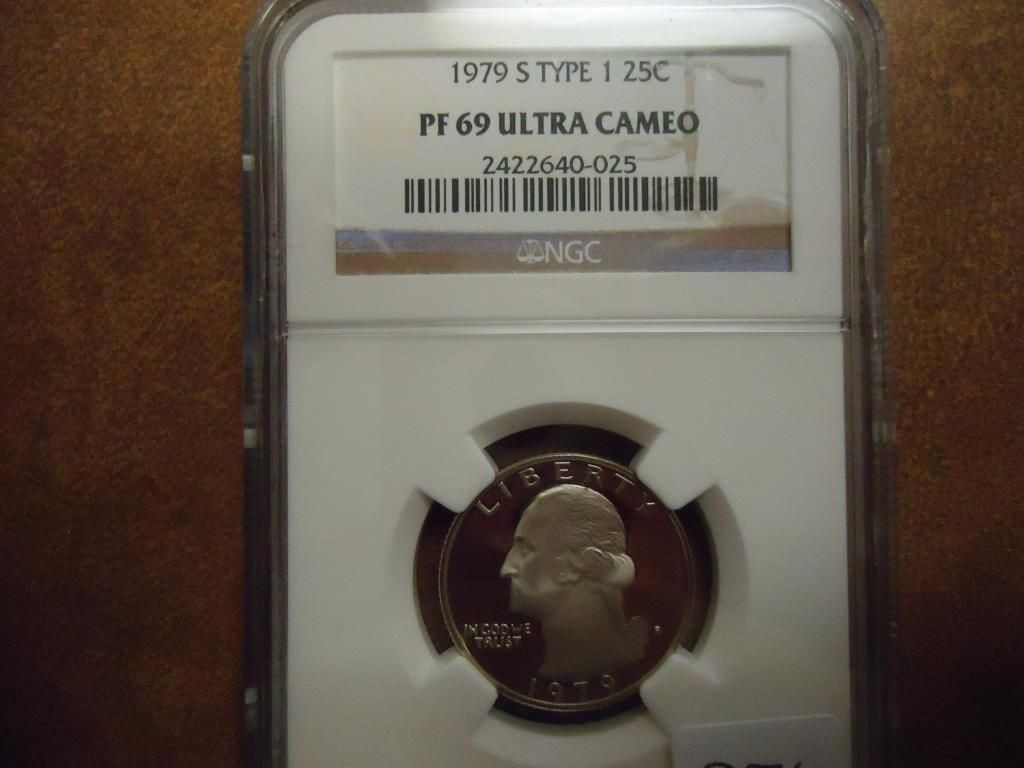 1979 S TYPE 1 25C
PF 69 ULTRA CAMEO
2422640-025
NGC
LIBERTY
IN GOD WE
TRUST
1979